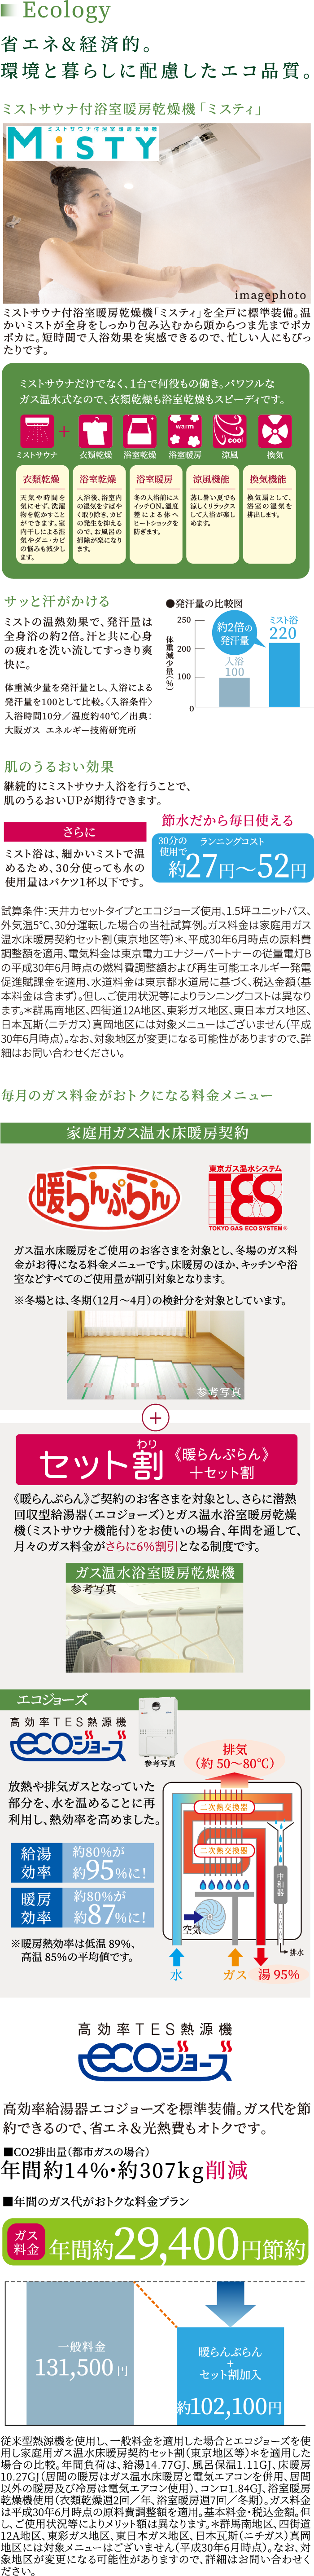 Ecology
省エネ&経済的。
環境と暮らしに配慮したエコ品質。
ミストサウナ付浴室暖房乾燥機「ミスティ」
ミストサウナ付浴室暖房乾燥機
MiSTY
imagephoto
ミストサウナ付浴室暖房乾燥機「ミスティ」を全戸に標準装備。温
かいミストが全身をしっかり包み込むから頭からつま先までポカ
ポカに。短時間で入浴効果を実感できるので、忙しい人にもぴっ
たりです。
ミストサウナだけでなく、1台で何役もの働き。パワフルな
ガス温水式なので、衣類乾燥も浴室乾燥もスピーディです。
+
warm
cool
ミストサウナ 衣類乾燥 浴室乾燥 浴室暖房 涼風 換気
衣類乾燥
天気や時間を
気にせず、洗濯
物を乾かすこと
ができます。室
内干しによる湿
気やダニ・カビ
の悩みも減少し
ます。
浴室乾燥
入浴後、浴室内
の湿気をすばや
く取り除き、カビ
の発生を抑える
ので、お風呂の
掃除が楽になり
ます。
浴室暖房
冬の入浴前にス
イッチON。温度
差による体へ
ヒートショックを
防ぎます。
涼風機能
蒸し暑い夏でも
涼しくリラックス
して入浴が楽し
めます。
換気機能
換気扇として、
浴室の湿気を
排出します。
サッと汗がかける
ミストの温熱効果で、発汗量は
全身浴の約2倍。汗と共に心身
の疲れを洗い流してすっきり爽
快に。
体重減少量を発汗量とし、入浴による
発汗量を100として比較。〈入浴条件〉
入浴時間10分／温度約40℃／出典：
大阪ガス エネルギー技術研究所
●発汗量の比較図
体重減少量(%)
250
200
100
0
約2倍の
発汗量
入浴
100
ミスト浴
220
肌のうるおい効果
継続的にミストサウナ入浴を行うことで、
肌のうるおいUPが期待できます。
さらに
ミスト浴は、細かいミストで温
めるため、30分使っても水の
使用量はバケツ1杯以下です。
節水だから毎日使える
30分の
使用で
ランニングコスト
約27円〜52円
試算条件：天井カセットタイプとエコジョーズ使用、1.5坪ユニットバス、
外気温5℃、30分運転した場合の当社試算例。ガス料金は家庭用ガス
温水床暖房契約セット割（東京地区等）＊、平成30年6月時点の原料費
調整額を適用、電気料金は東京電力エナジーパートナーの従量電灯B
の平成30年6月時点の燃料費調整額および再生可能エネルギー発電
促進賦課金を適用、水道料金は東京都水道局に基づく、税込金額（基
本料金は含まず）。但し、ご使用状況等によりランニングコストは異なり
ます。＊群馬南地区、四街道12A地区、東彩ガス地区、東日本ガス地区、
日本瓦斯（ニチガス）真岡地区には対象メニューはございません（平成
30年6月時点）。なお、対象地区が変更になる可能性がありますので、詳
細はお問い合わせください。
毎月のガス料金がおトクになる料金メニュー
家庭用ガス温水床暖房契約
暖らんぷらん
東京ガス温水システム
TES
TOKYO GAS ECO SYSTEM®
ガス温水床暖房をご使用のお客さまを対象とし、冬場のガス料
金がお得になる料金メニューです。床暖房のほか、キッチンや浴
室などすべてのご使用量が割引対象となります。
※冬場とは、冬期（12月〜4月）の検針分を対象としています。
参考写真
+
セット割
わり
《暖らんぷらん》
＋セット割
《暖らんぷらん》ご契約のお客さまを対象とし、さらに潜熱
回収型給湯器（エコジョーズ）とガス温水浴室暖房乾燥
機（ミストサウナ機能付）をお使いの場合、年間を通して、
月々のガス料金がさらに6%割引となる制度です。
ガス温水浴室暖房乾燥機
参考写真
エコジョーズ
高効率TES熱源機
ecoジョーズ
参考写真
放熱や排気ガスとなっていた
部分を、水を温めることに再
利用し、熱効率を高めました。
給湯
効率
約80%が
約95%に!
暖房
効率
約80%が
約87%に!
※暖房熱効率は低温 89%、
高温 85%の平均値です。
排気
（約 50〜80℃）
二次熱交換器
一次熱交換器
中和器
空気
排水
水
ガス
湯 95%
高効率TES熱源機
ecoジョーズ
高効率給湯器エコジョーズを標準装備。ガス代を節
約できるので、省エネ&光熱費もオトクです。
■CO2排出量（都市ガスの場合）
年間約14%・約307kg削減
■年間のガス代がおトクな料金プラン
ガス
料金
年間約29,400円節約
一般料金
131,500 円
暖らんぷらん
+
セット割加入
約102,100円
従来型熱源機を使用し、一般料金を適用した場合とエコジョーズを使
用し家庭用ガス温水床暖房契約セット割（東京地区等）＊を適用した
場合の比較。年間負荷は、給湯14.77GJ、風呂保温1.11GJ、床暖房
10.27GJ（居間の暖房はガス温水床暖房と電気エアコンを併用、居間
以外の暖房及び冷房は電気エアコン使用）、コンロ1.84GJ、浴室暖房
乾燥機使用（衣類乾燥週2回／年、浴室暖房週7回／冬期）。ガス料金
は平成30年6月時点の原料費調整額を適用。基本料金・税込金額。但
し、ご使用状況等によりメリット額は異なります。＊群馬南地区、四街道
12A地区、東彩ガス地区、東日本ガス地区、日本瓦斯（ニチガス）真岡
地区には対象メニューはございません（平成30年6月時点）。なお、対
象地区が変更になる可能性がありますので、詳細はお問い合わせく
ださい。